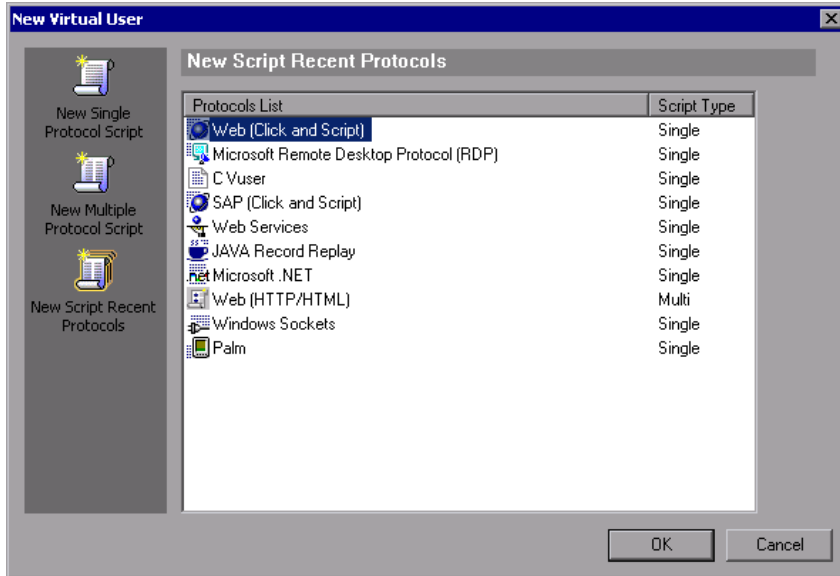 New Virtual User
New Single
Protocol Script
New Multiple
Protocol Script
New Script Recent
Protocols
New Script Recent Protocols
Protocols List Script Type
Web (Click and Script) Single
Microsoft Remote Desktop Protocol (RDP) Single
C Vuser Single
SAP (Click and Script) Single
Web Services Single
JAVA Record Replay Single
.net Microsoft .NET Single
Web (HTTP/HTML) Multi
Windows Sockets Single
Palm Single
OK Cancel